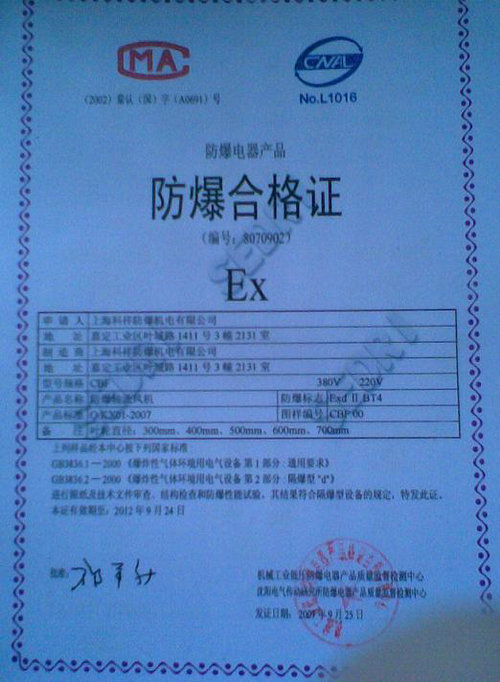 MA
CNAL
(2002)量认(国)字(A0691)号
No.L1016
防爆电器产品
防爆合格证
(编号:8070902)
Ex
申请人 上海科祥防爆机电有限公司
地址 嘉定工业区叶城路1411号3幢2131室
制造商 上海科祥防爆机电有限公司
地址 嘉定工业区叶城路1411号3幢2131室
型号规格 CBF 380V 220V
产品名称 防爆轴流风机 防爆标志 Exd II BT4
产品标准 2001-2007 图样编号 CBF.00
备注 叶轮直径:300mm、400mm、500mm、600mm、700mm
上列样品经本中心按下列国家标准:
GB3836.1—2000《爆炸性气体环境用电气设备 第1部分:通用要求》
GB3836.2—2000《爆炸性气体环境用电气设备 第2部分:隔爆型"d"》
进行图纸及技术文件审查、结构检查和防爆性能试验,其结果符合隔爆型设备的规定,特发此证。
本证有效期至:2012年9月24日
批准:
机械工业低压防爆电器产品质量监督检测中心
沈阳电气传动研究所防爆电器产品质量监督检测中心
发证日期:2007年9月25日